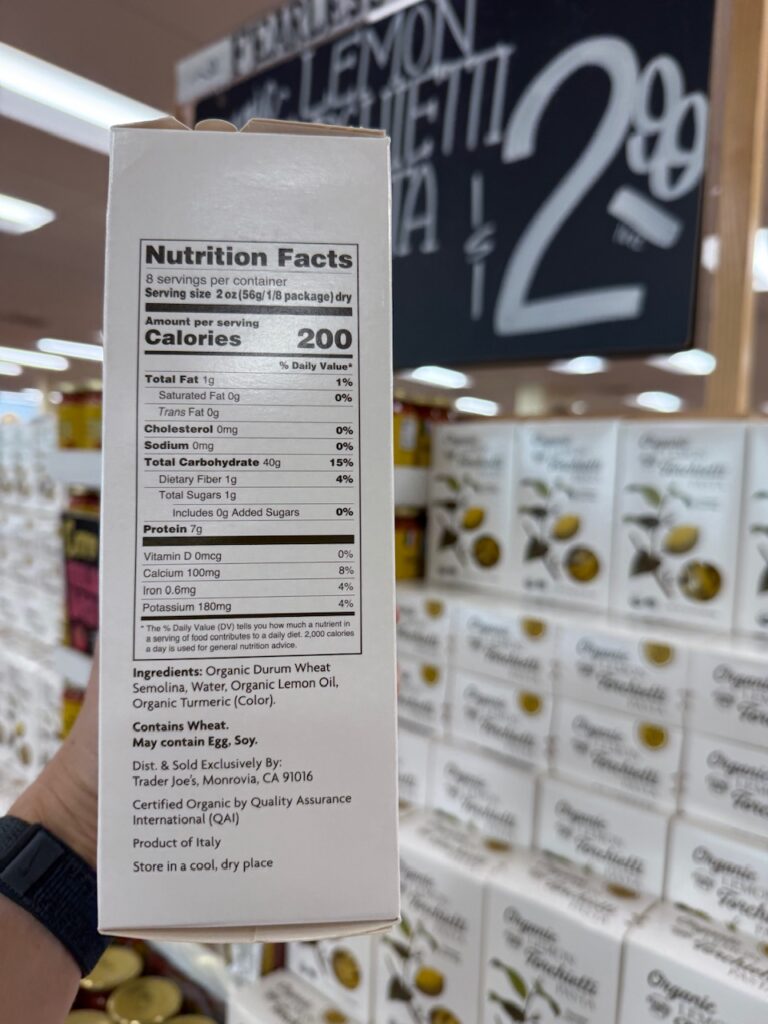 LEMON
2.99
Nutrition Facts
8 servings per container
Serving size 2 oz (56g/1/8 package) dry
Amount per serving
Calories 200
% Daily Value*
Total Fat 1g 1%
Saturated Fat 0g 0%
Trans Fat 0g
Cholesterol 0mg 0%
Sodium 0mg 0%
Total Carbohydrate 40g 15%
Dietary Fiber 1g 4%
Total Sugars 1g
Includes 0g Added Sugars 0%
Protein 7g
Vitamin D 0mcg 0%
Calcium 100mg 8%
Iron 0.6mg 4%
Potassium 180mg 4%
* The % Daily Value (DV) tells you how much a nutrient in
a serving of food contributes to a daily diet. 2,000 calories
a day is used for general nutrition advice.
Ingredients: Organic Durum Wheat
Semolina, Water, Organic Lemon Oil,
Organic Turmeric (Color).
Contains Wheat.
May contain Egg, Soy.
Dist. & Sold Exclusively By:
Trader Joe's, Monrovia, CA 91016
Certified Organic by Quality Assurance
International (QAI)
Product of Italy
Store in a cool, dry place
Organic
Torchietti
Organic
LEMON
Torchietti
PASTA